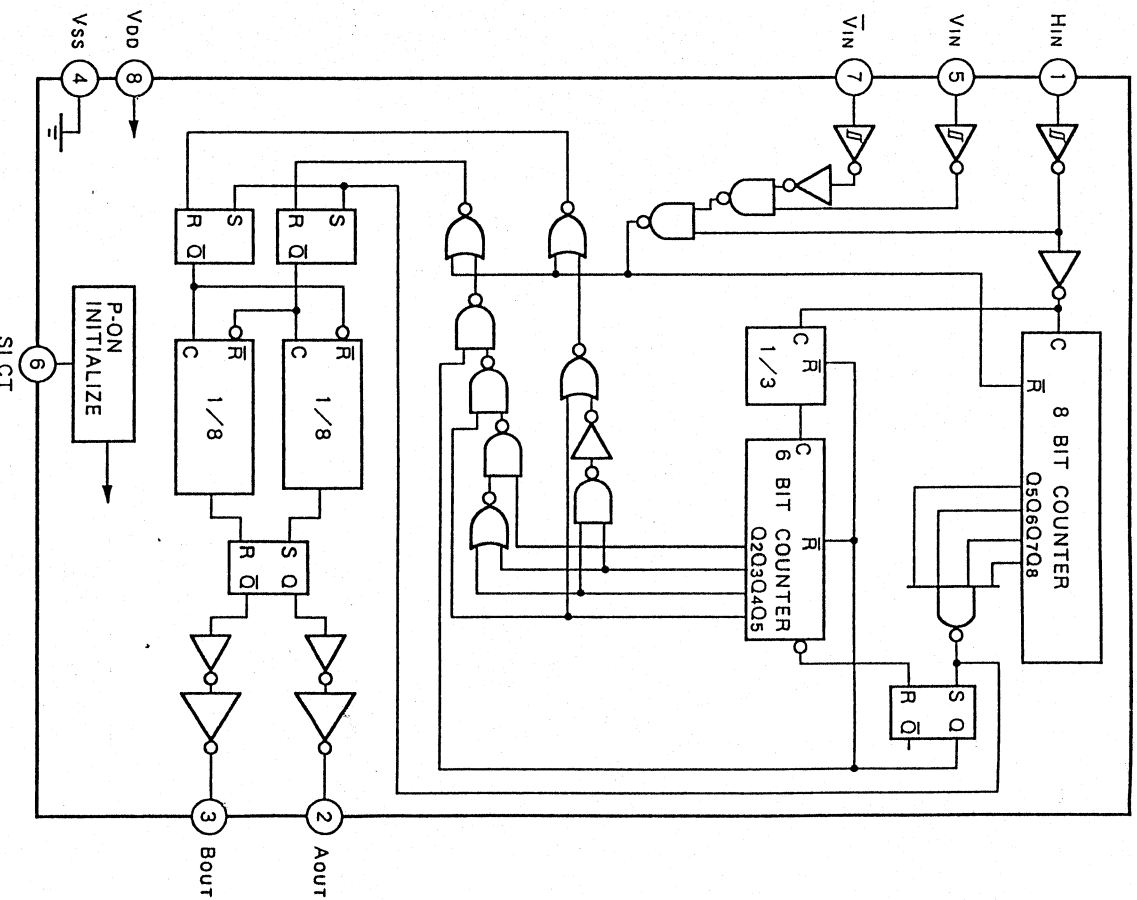 HIN
1
VIN
5
V̅IN
7
VDD
8
VSS
4
C
R̅
8 BIT COUNTER
Q5Q6Q7Q8
C
R̅
1/3
C
R̅
6 BIT COUNTER
Q2Q3Q4Q5
S Q
R Q̅
S
R Q̅
S
R Q̅
R̅
C
1/8
R̅
C
1/8
S Q
R Q̅
P-ON
INITIALIZE
6
SLCT
2
AOUT
3
BOUT